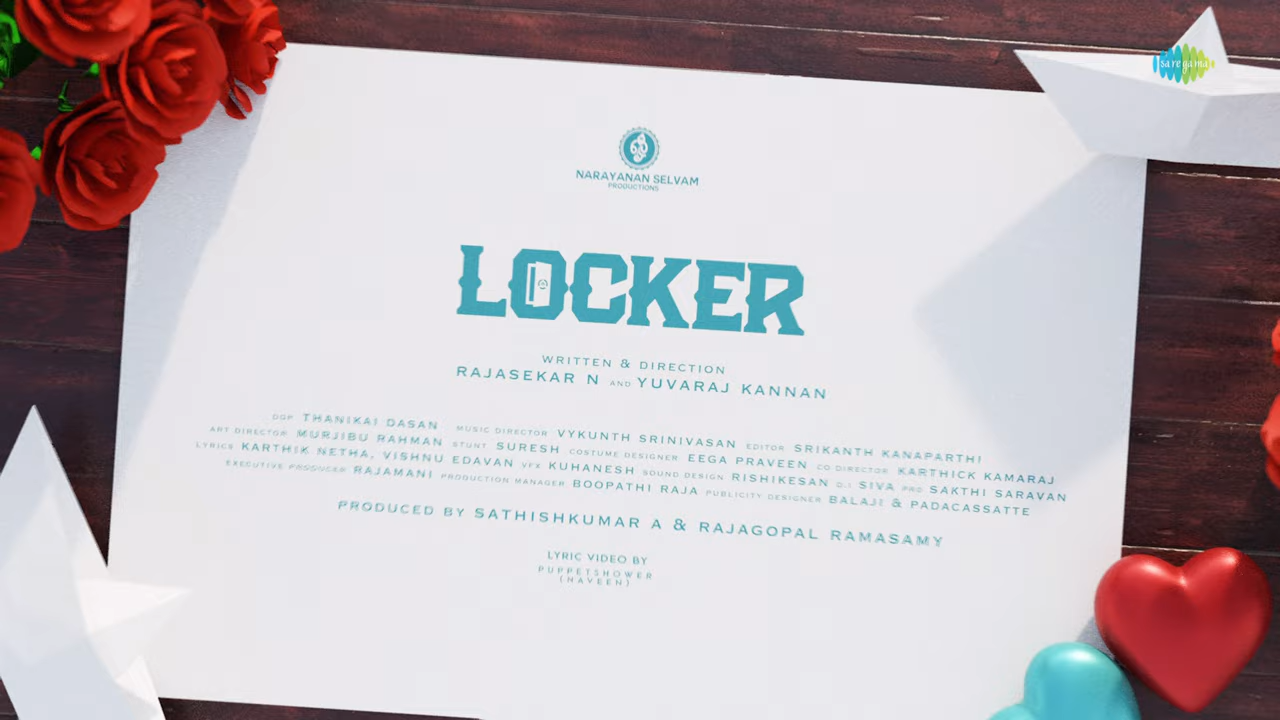 saregama
NARAYANAN SELVAM
PRODUCTIONS
LOCKER
WRITTEN & DIRECTION
RAJASEKAR N AND YUVARAJ KANNAN
DOP THANIKAI DASAN MUSIC DIRECTOR VYKUNTH SRINIVASAN EDITOR SRIKANTH KANAPARTHI
ART DIRECTOR MURJIBU RAHMAN STUNT SURESH COSTUME DESIGNER EEGA PRAVEEN CO DIRECTOR KARTHICK KAMARAJ
LYRICS KARTHIK NETHA, VISHNU EDAVAN VFX KUHANESH SOUND DESIGN RISHIKESAN D.I SIVA PRO SAKTHI SARAVAN
EXECUTIVE PRODUCER RAJAMANI PRODUCTION MANAGER BOOPATHI RAJA PUBLICITY DESIGNER BALAJI & PADACASSATTE
PRODUCED BY SATHISHKUMAR A & RAJAGOPAL RAMASAMY
LYRIC VIDEO BY
PUPPETSHOWER
(NAVEEN)